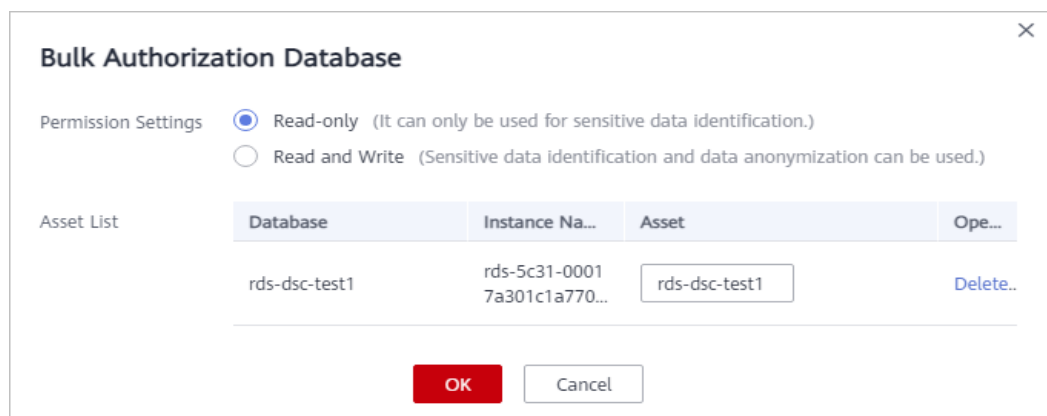 Bulk Authorization Database
Permission Settings Read-only (It can only be used for sensitive data identification.)
Read and Write (Sensitive data identification and data anonymization can be used.)
Asset List Database Instance Na... Asset Ope...
rds-dsc-test1 rds-5c31-0001 7a301c1a770... rds-dsc-test1 Delete..
OK Cancel